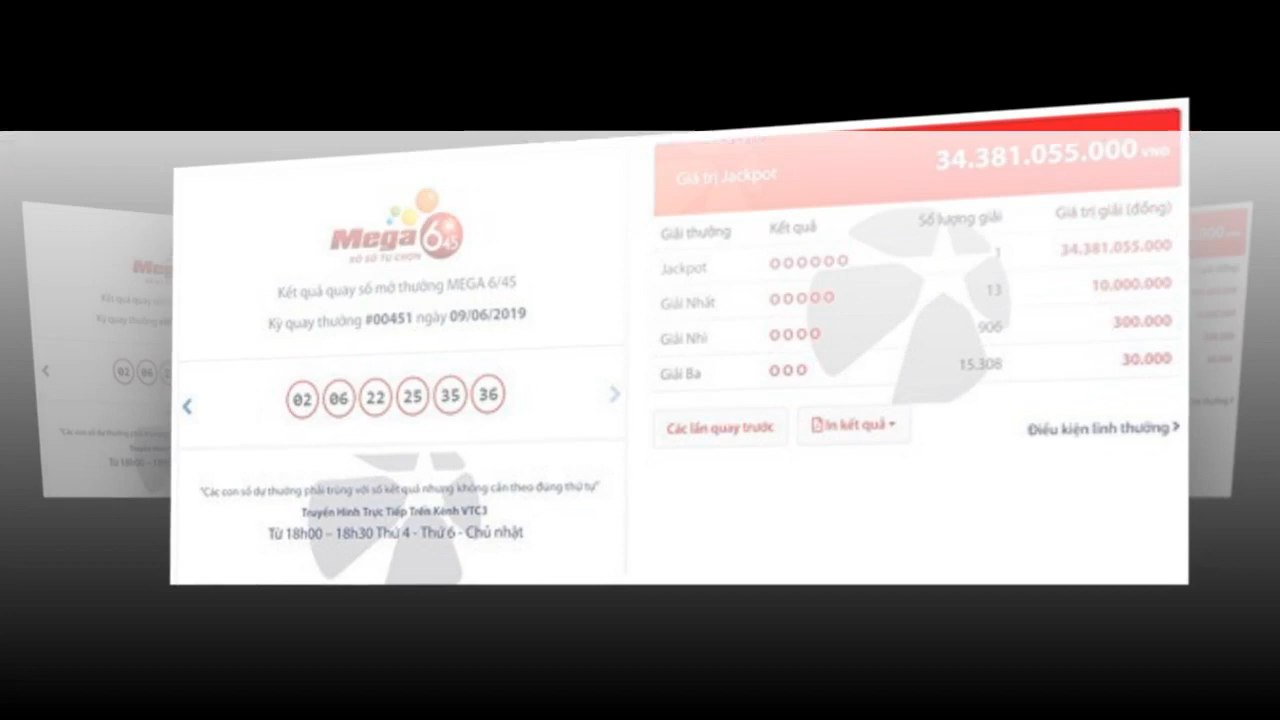 Mega 6/45
XỔ SỐ TỰ CHỌN
Kết quả quay số mở thưởng MEGA 6/45
Kỳ quay thưởng #00451 ngày 09/06/2019
02 06 22 25 35 36
"Các con số dự thưởng phải trùng với số kết quả nhưng không cần theo đúng thứ tự"
Truyền Hình Trực Tiếp Trên Kênh VTC3
Từ 18h00 – 18h30 Thứ 4 - Thứ 6 - Chủ nhật
Giá trị Jackpot 34.381.055.000 VNĐ
Giải thưởng Kết quả Số lượng giải Giá trị giải (đồng)
Jackpot O O O O O O 1 34.381.055.000
Giải Nhất O O O O O 13 10.000.000
Giải Nhì O O O O 906 300.000
Giải Ba O O O 15.308 30.000
Các lần quay trước In kết quả Điều kiện lĩnh thưởng